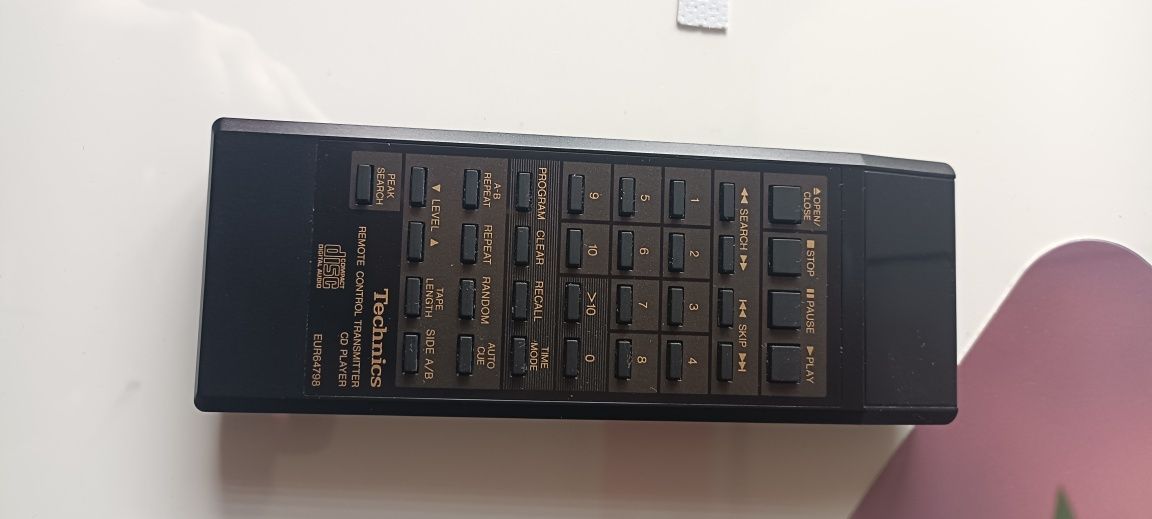 ⏏ OPEN/
CLOSE
■ STOP
❚❚ PAUSE
▶ PLAY
◀◀ SEARCH ▶▶
|◀◀ SKIP ▶▶|
1
2
3
4
5
6
7
8
9
10
>10
0
PROGRAM
CLEAR
RECALL
TIME
MODE
A-B
REPEAT
REPEAT
RANDOM
AUTO
CUE
▼ LEVEL ▲
TAPE
LENGTH
SIDE A/B
PEAK
SEARCH
Technics
REMOTE CONTROL TRANSMITTER
CD PLAYER
COMPACT
disc
DIGITAL AUDIO
EUR64798